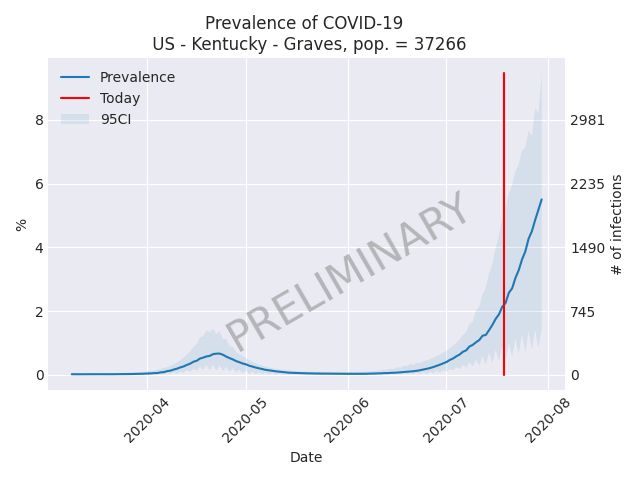 Prevalence of COVID-19
US - Kentucky - Graves, pop. = 37266
Prevalence
Today
95CI
8
6
4
2
0
%
2981
2235
1490
745
0
# of infections
PRELIMINARY
2020-04
2020-05
2020-06
2020-07
2020-08
Date